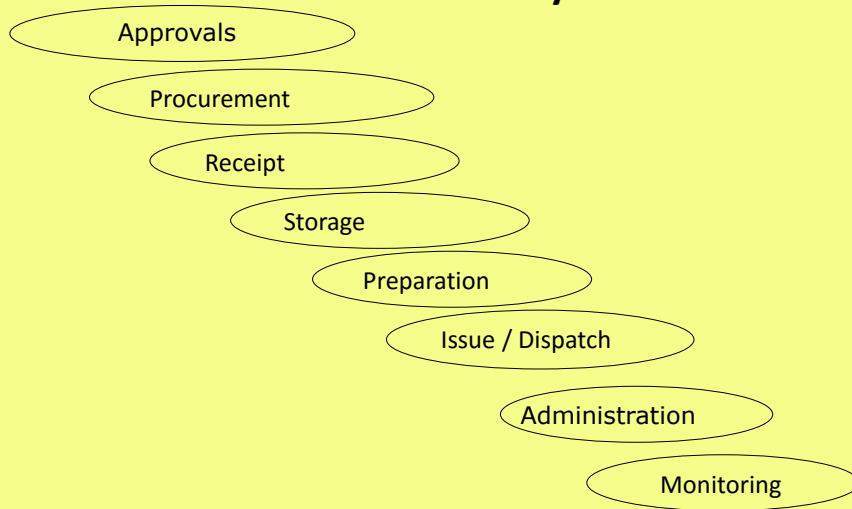 Approvals
Procurement
Receipt
Storage
Preparation
Issue / Dispatch
Administration
Monitoring